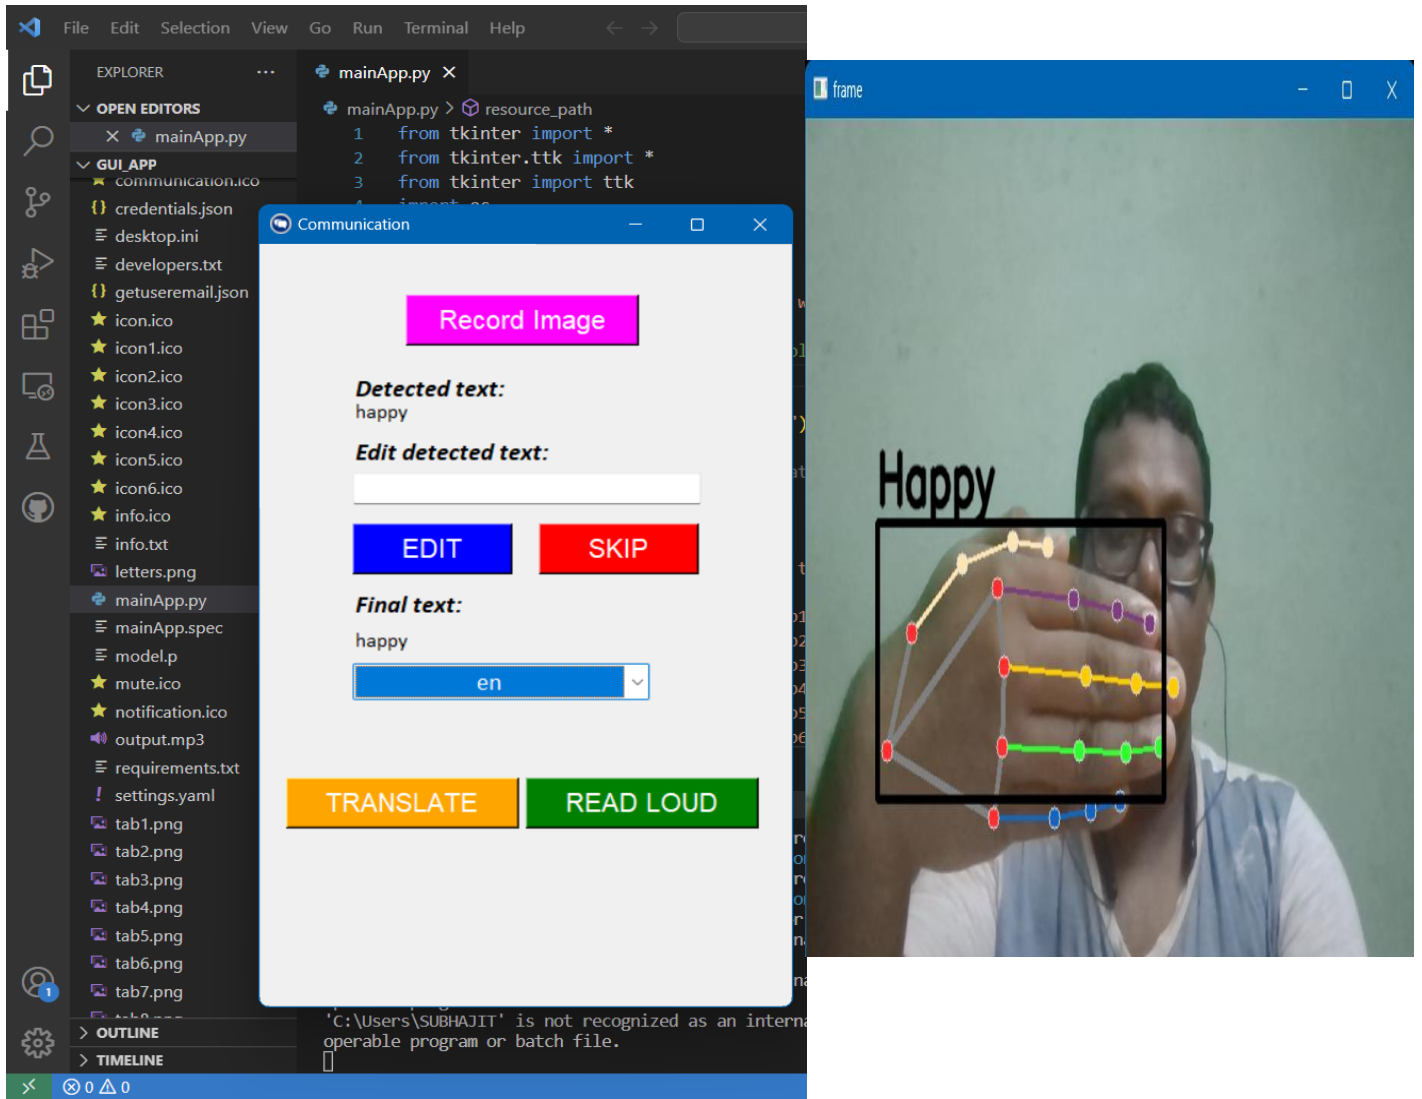 File Edit Selection View Go Run Terminal Help
EXPLORER ...
mainApp.py
OPEN EDITORS
mainApp.py
GUI_APP
communication.ico
credentials.json
desktop.ini
developers.txt
getuseremail.json
icon.ico
icon1.ico
icon2.ico
icon3.ico
icon4.ico
icon5.ico
icon6.ico
info.ico
info.txt
letters.png
mainApp.py
mainApp.spec
model.p
mute.ico
notification.ico
output.mp3
requirements.txt
settings.yaml
tab1.png
tab2.png
tab3.png
tab4.png
tab5.png
tab6.png
tab7.png
OUTLINE
TIMELINE
0 0
1
mainApp.py > resource_path
1 from tkinter import *
2 from tkinter.ttk import *
3 from tkinter import ttk
Communication
Record Image
Detected text:
happy
Edit detected text:
EDIT SKIP
Final text:
happy
en
TRANSLATE READ LOUD
'C:\Users\SUBHAJIT' is not recognized as an interna
operable program or batch file.
frame
Happy